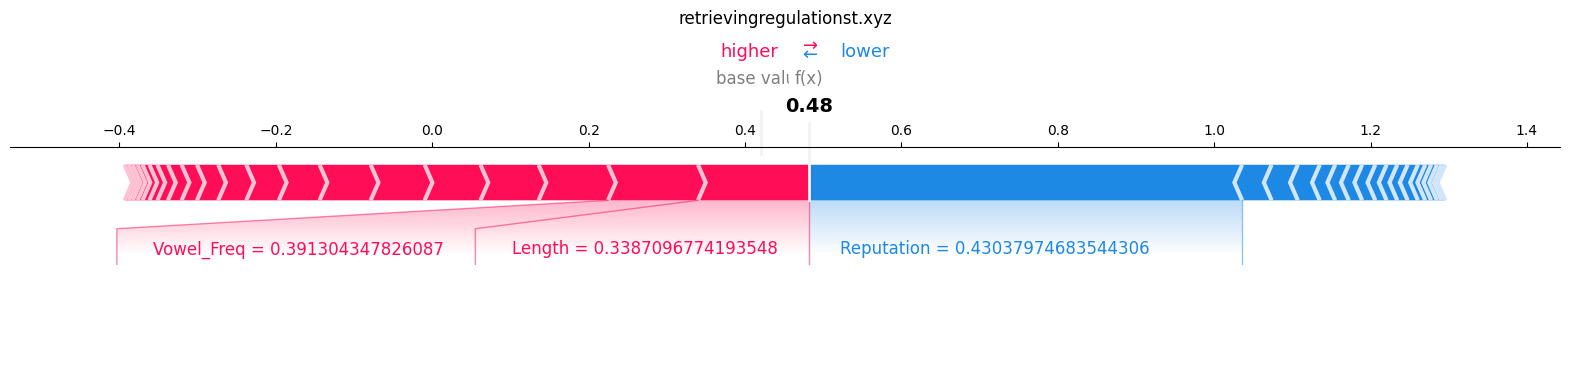 retrievingregulationst.xyz
higher ⇄ lower
base valu f(x)
0.48
−0.4 −0.2 0.0 0.2 0.4 0.6 0.8 1.0 1.2 1.4
Vowel_Freq = 0.391304347826087 Length = 0.3387096774193548 Reputation = 0.43037974683544306